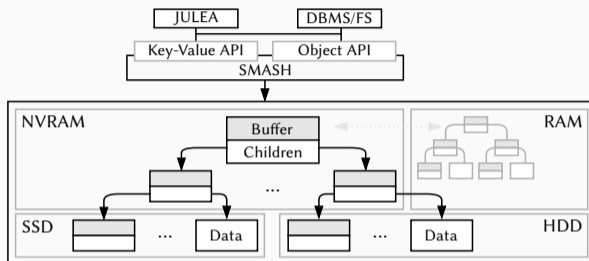 JULEA DBMS/FS
Key-Value API Object API
SMASH
NVRAM RAM
Buffer
Children
...
SSD ... Data ... Data HDD